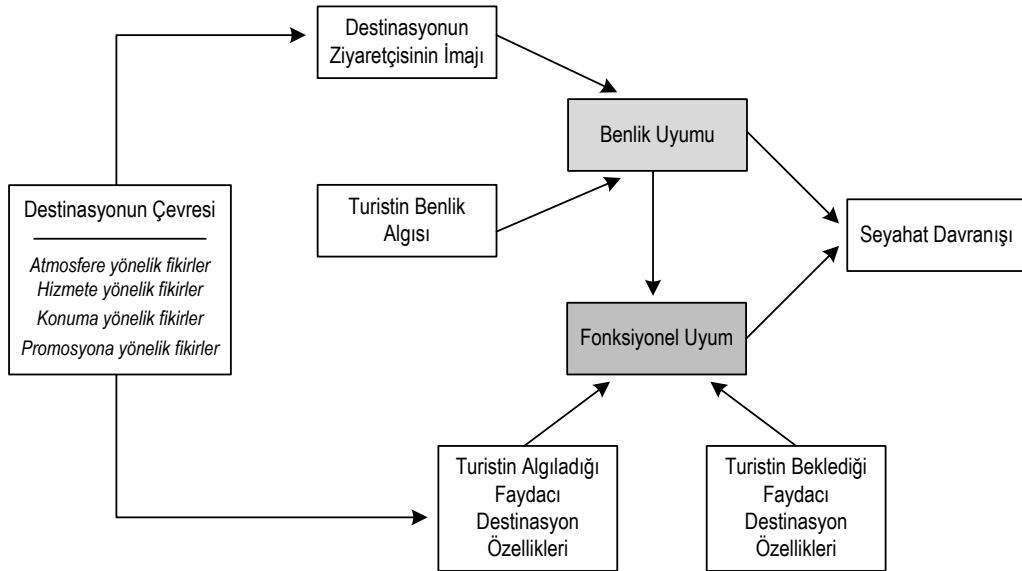 Destinasyonun
Ziyaretçisinin İmajı
Benlik Uyumu
Destinasyonun Çevresi
Atmosfere yönelik fikirler
Hizmete yönelik fikirler
Konuma yönelik fikirler
Promosyona yönelik fikirler
Turistin Benlik
Algısı
Seyahat Davranışı
Fonksiyonel Uyum
Turistin Algıladığı
Faydacı
Destinasyon
Özellikleri
Turistin Beklediği
Faydacı
Destinasyon
Özellikleri